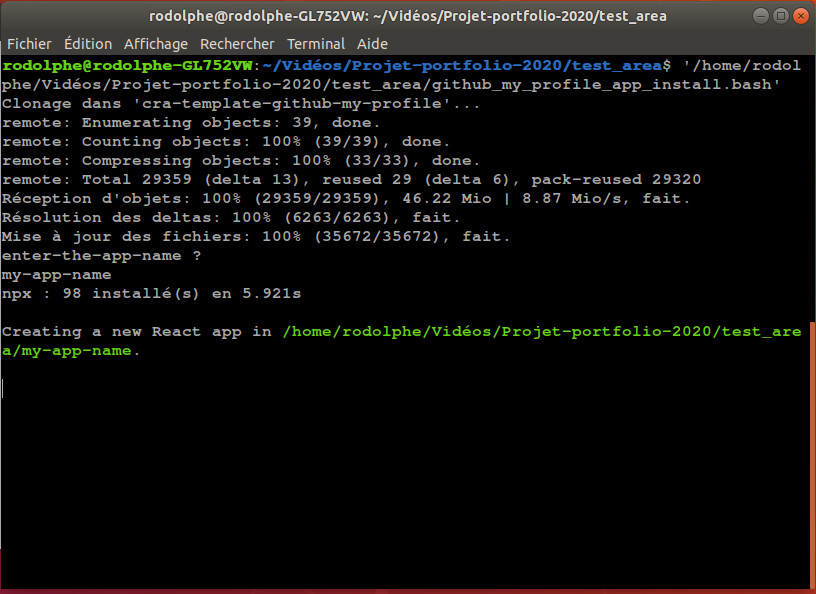 rodolphe@rodolphe-GL752VW: ~/Vidéos/Projet-portfolio-2020/test_area
Fichier Édition Affichage Rechercher Terminal Aide
rodolphe@rodolphe-GL752VW:~/Vidéos/Projet-portfolio-2020/test_area$ '/home/rodol
phe/Vidéos/Projet-portfolio-2020/test_area/github_my_profile_app_install.bash'
Clonage dans 'cra-template-github-my-profile'...
remote: Enumerating objects: 39, done.
remote: Counting objects: 100% (39/39), done.
remote: Compressing objects: 100% (33/33), done.
remote: Total 29359 (delta 13), reused 29 (delta 6), pack-reused 29320
Réception d'objets: 100% (29359/29359), 46.22 Mio | 8.87 Mio/s, fait.
Résolution des deltas: 100% (6263/6263), fait.
Mise à jour des fichiers: 100% (35672/35672), fait.
enter-the-app-name ?
my-app-name
npx : 98 installé(s) en 5.921s
Creating a new React app in /home/rodolphe/Vidéos/Projet-portfolio-2020/test_are
a/my-app-name.